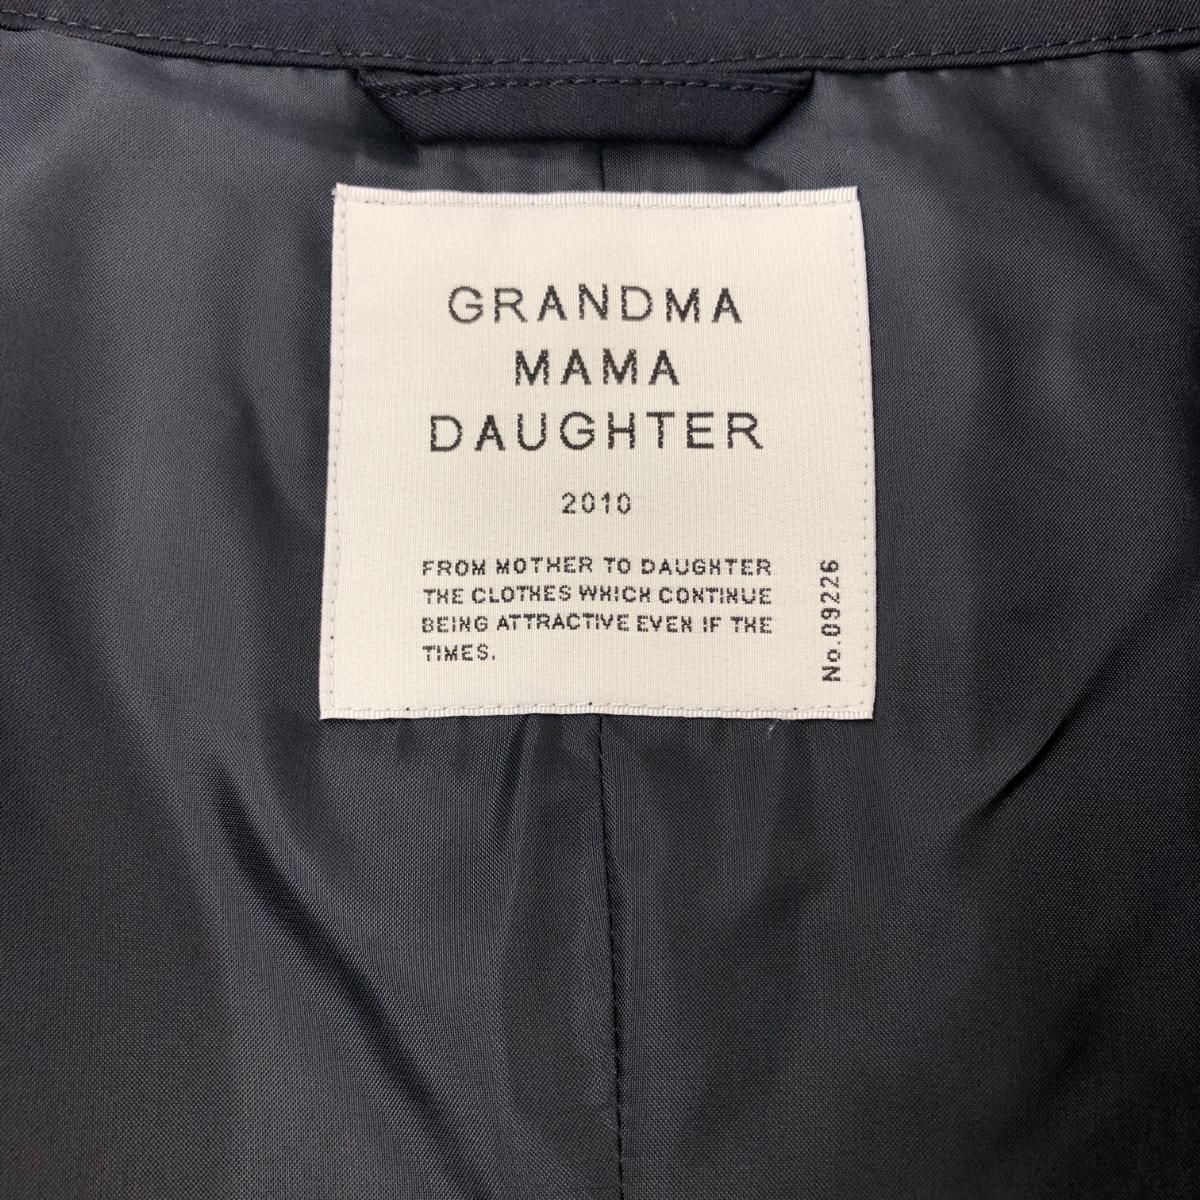 GRANDMA
MAMA
DAUGHTER
2010
FROM MOTHER TO DAUGHTER
THE CLOTHES WHICH CONTINUE
BEING ATTRACTIVE EVEN IF THE
TIMES.
No.09226